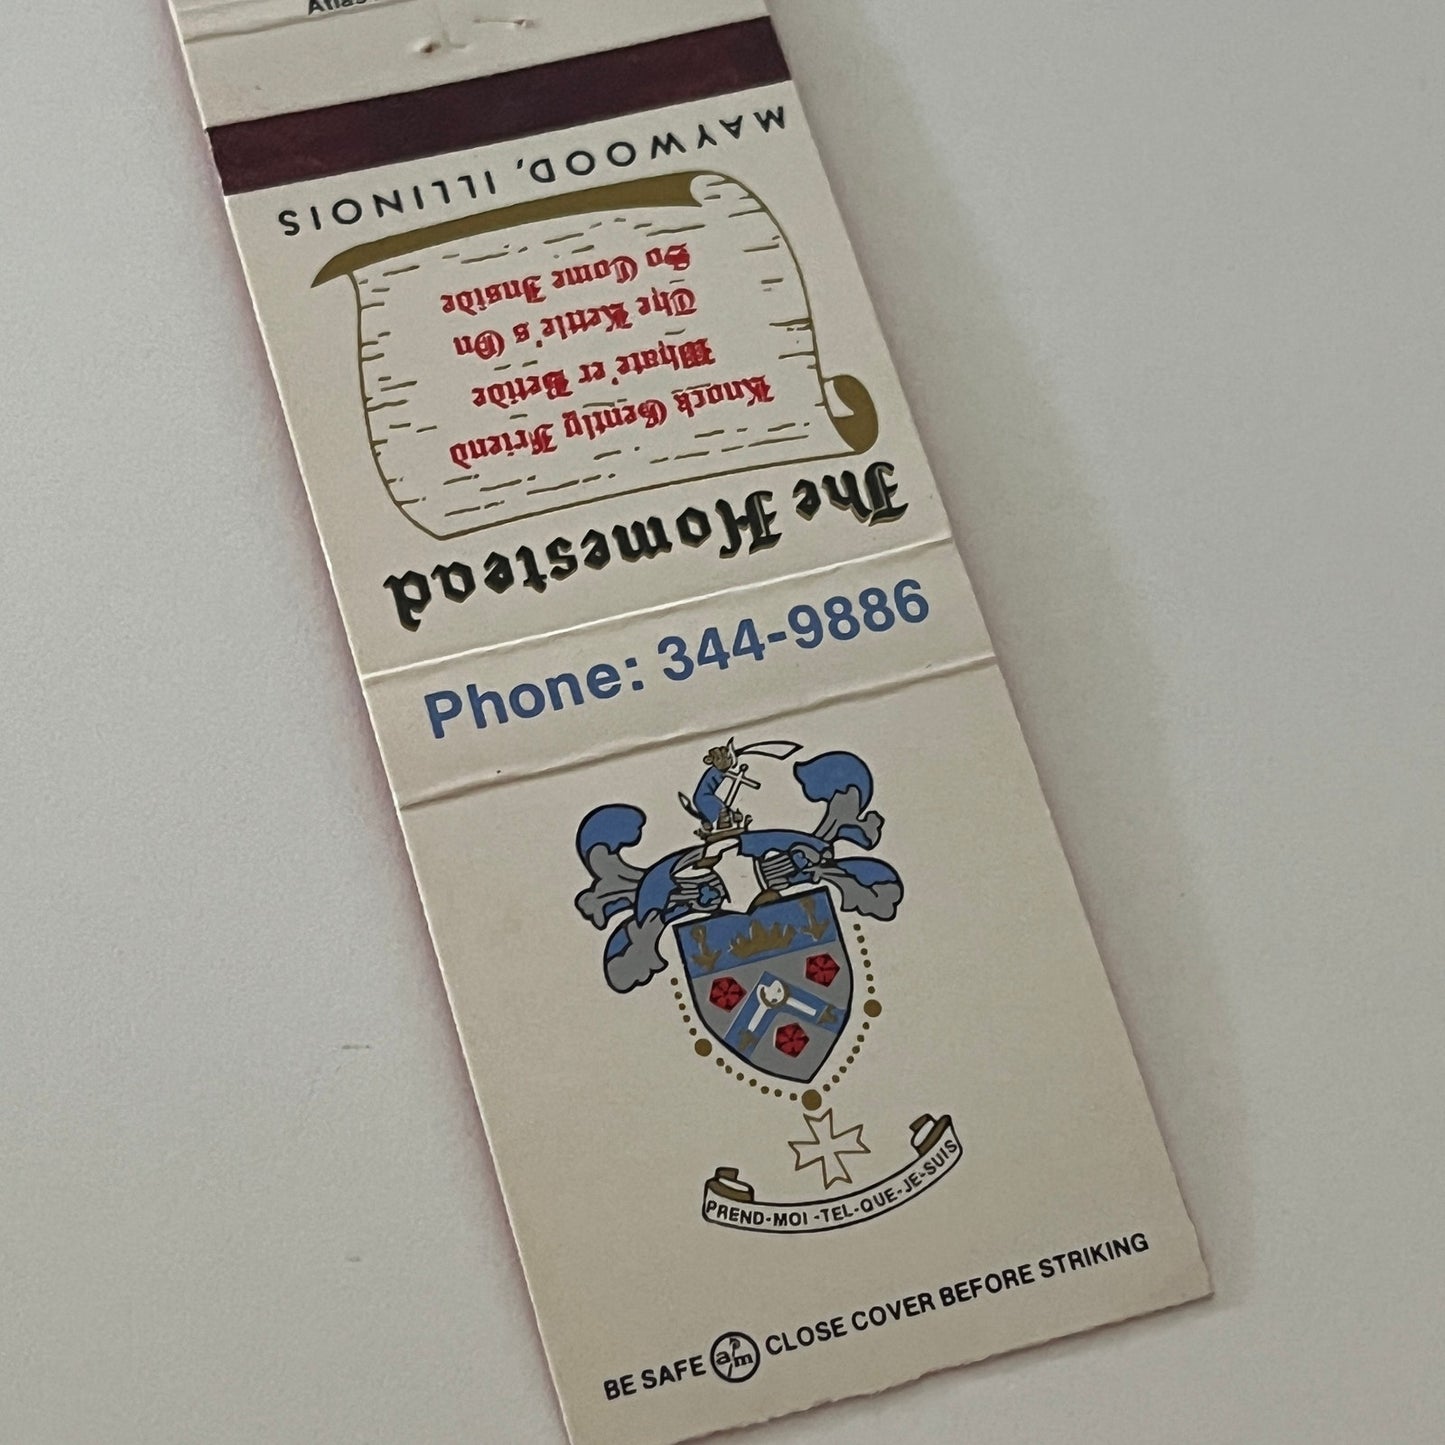 The Homestead
Knock Gently Friend
Whate'er Betide
The Kettle's On
So Come Inside
MAYWOOD, ILLINOIS
Phone: 344-9886
PREND-MOI-TEL-QUE-JE-SUIS
BE SAFE a/m CLOSE COVER BEFORE STRIKING